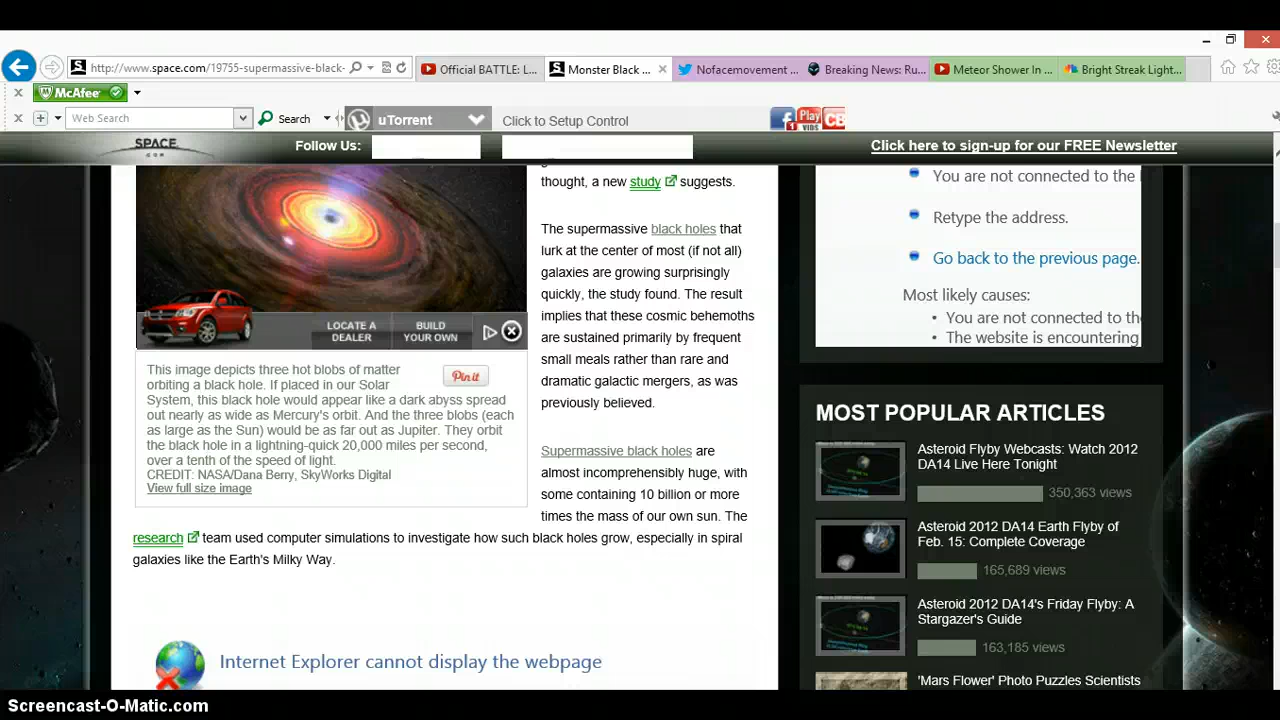 http://www.space.com/19755-supermassive-black-
Official BATTLE: L...
Monster Black ...
Nofacemovement ...
Breaking News: Ru...
Meteor Shower In ...
Bright Streak Light...
McAfee
Web Search
Search
uTorrent
Click to Setup Control
Play
VIDS
SPACE
.COM
Follow Us:
Click here to sign-up for our FREE Newsletter
thought, a new study suggests.
The supermassive black holes that
lurk at the center of most (if not all)
galaxies are growing surprisingly
quickly, the study found. The result
implies that these cosmic behemoths
are sustained primarily by frequent
small meals rather than rare and
dramatic galactic mergers, as was
previously believed.
LOCATE A
DEALER
BUILD
YOUR OWN
This image depicts three hot blobs of matter
orbiting a black hole. If placed in our Solar
System, this black hole would appear like a dark abyss spread
out nearly as wide as Mercury's orbit. And the three blobs (each
as large as the Sun) would be as far out as Jupiter. They orbit
the black hole in a lightning-quick 20,000 miles per second,
over a tenth of the speed of light.
CREDIT: NASA/Dana Berry, SkyWorks Digital
View full size image
Pin it
Supermassive black holes are
almost incomprehensibly huge, with
some containing 10 billion or more
times the mass of our own sun. The
research team used computer simulations to investigate how such black holes grow, especially in spiral
galaxies like the Earth's Milky Way.
Internet Explorer cannot display the webpage
You are not connected to the
Retype the address.
Go back to the previous page.
Most likely causes:
• You are not connected to the
• The website is encountering
MOST POPULAR ARTICLES
Asteroid Flyby Webcasts: Watch 2012
DA14 Live Here Tonight
350,363 views
Asteroid 2012 DA14 Earth Flyby of
Feb. 15: Complete Coverage
165,689 views
Asteroid 2012 DA14's Friday Flyby: A
Stargazer's Guide
163,185 views
'Mars Flower' Photo Puzzles Scientists
Screencast-O-Matic.com